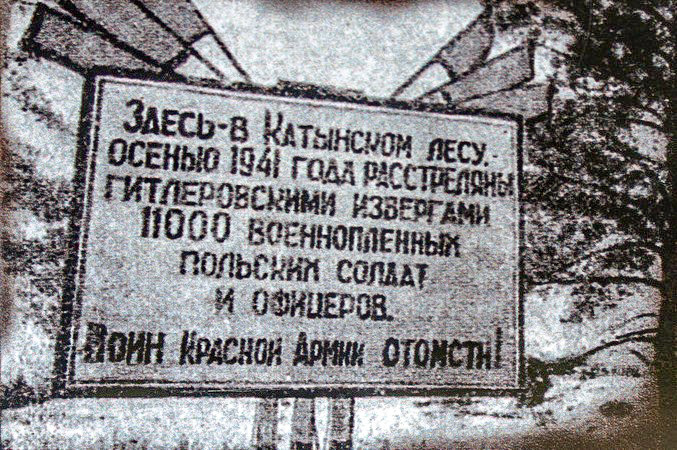 ЗДЕСЬ-В КАТЫНСКОМ ЛЕСУ,-
ОСЕНЬЮ 1941 ГОДА РАССТРЕЛЯНЫ
ГИТЛЕРОВСКИМИ ИЗВЕРГАМИ
11000 ВОЕННОПЛЕННЫХ
ПОЛЬСКИХ СОЛДАТ
И ОФИЦЕРОВ.
ВОИН КРАСНОЙ АРМИИ ОТОМСТИ!